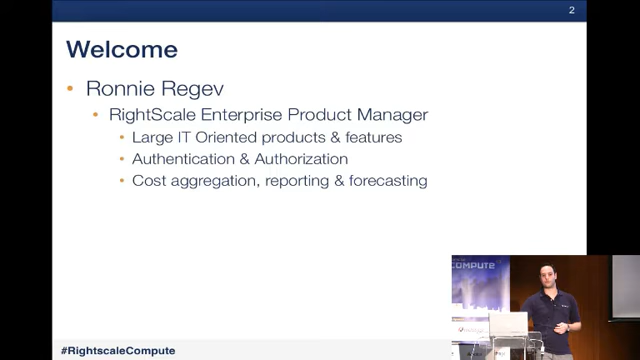 2
Welcome
• Ronnie Regev
• RightScale Enterprise Product Manager
• Large IT Oriented products & features
• Authentication & Authorization
• Cost aggregation, reporting & forecasting
COMPUTE
#RightscaleCompute